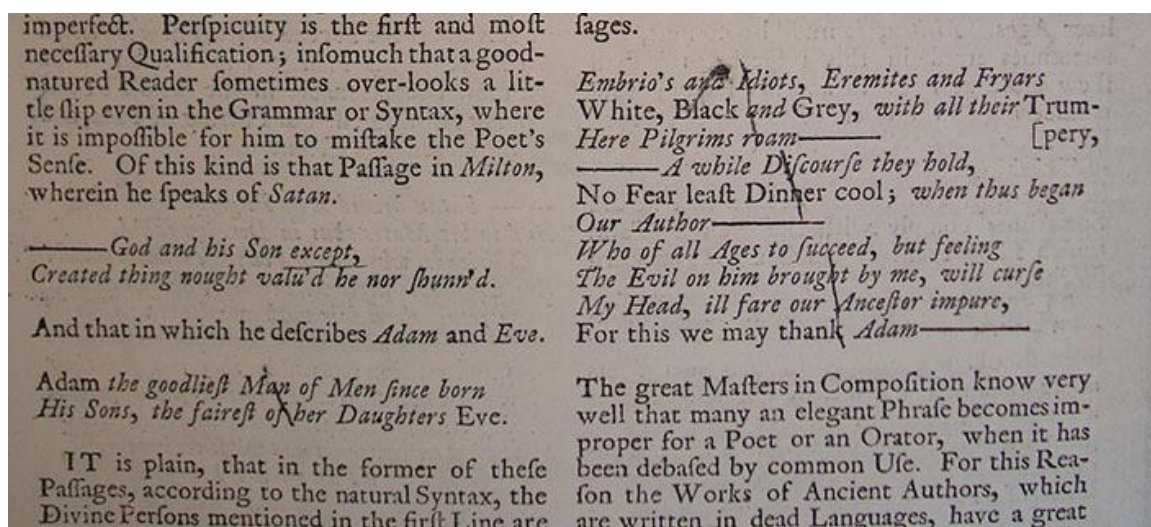 imperfect. Perſpicuity is the firſt and moſt
neceſſary Qualification; inſomuch that a good-
natured Reader ſometimes over-looks a lit-
tle ſlip even in the Grammar or Syntax, where
it is impoſſible for him to miſtake the Poet's
Senſe. Of this kind is that Paſſage in Milton,
wherein he ſpeaks of Satan.
———God and his Son except,
Created thing nought valu'd he nor ſhunn'd.
And that in which he deſcribes Adam and Eve.
Adam the goodlieſt Man of Men ſince born
His Sons, the faireſt of her Daughters Eve.
IT is plain, that in the former of theſe
Paſſages, according to the natural Syntax, the
Divine Perſons mentioned in the firſt Line are
ſages.
Embrio's and Idiots, Eremites and Fryars
White, Black and Grey, with all their Trum-
Here Pilgrims roam——— [pery,
———A while Diſcourſe they hold,
No Fear leaſt Dinner cool; when thus began
Our Author———
Who of all Ages to ſucceed, but feeling
The Evil on him brought by me, will curſe
My Head, ill fare our Anceſtor impure,
For this we may thank Adam———
The great Maſters in Compoſition know very
well that many an elegant Phraſe becomes im-
proper for a Poet or an Orator, when it has
been debaſed by common Uſe. For this Rea-
ſon the Works of Ancient Authors, which
are written in dead Languages, have a great